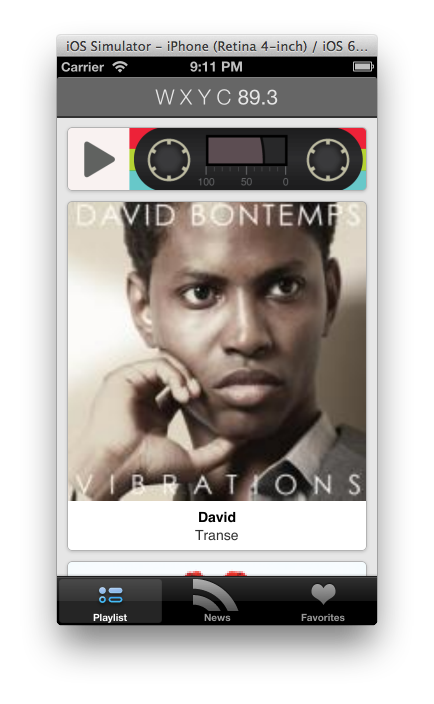 iOS Simulator - iPhone (Retina 4-inch) / iOS 6...
Carrier 9:11 PM
WXYC 89.3
100 50 0
DAVID BONTEMPS
VIBRATIONS
David
Transe
Playlist News Favorites